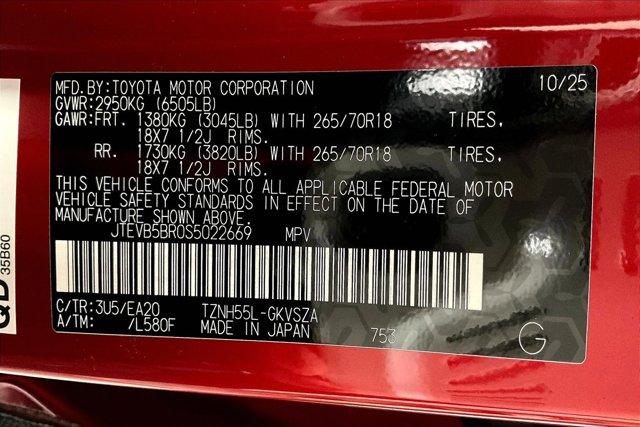 MFD.BY:TOYOTA MOTOR CORPORATION 10/25
GVWR:2950KG (6505LB)
GAWR:FRT. 1380KG (3045LB) WITH 265/70R18 TIRES,
18X7 1/2J RIMS.
RR. 1730KG (3820LB) WITH 265/70R18 TIRES,
18X7 1/2J RIMS.
THIS VEHICLE CONFORMS TO ALL APPLICABLE FEDERAL MOTOR
VEHICLE SAFETY STANDARDS IN EFFECT ON THE DATE OF
MANUFACTURE SHOWN ABOVE.
JTEVB5BR0S5022669 MPV
C/TR:3U5/EA20 TZNH55L-GKVSZA
A/TM: /L580F MADE IN JAPAN 753 G
35B60